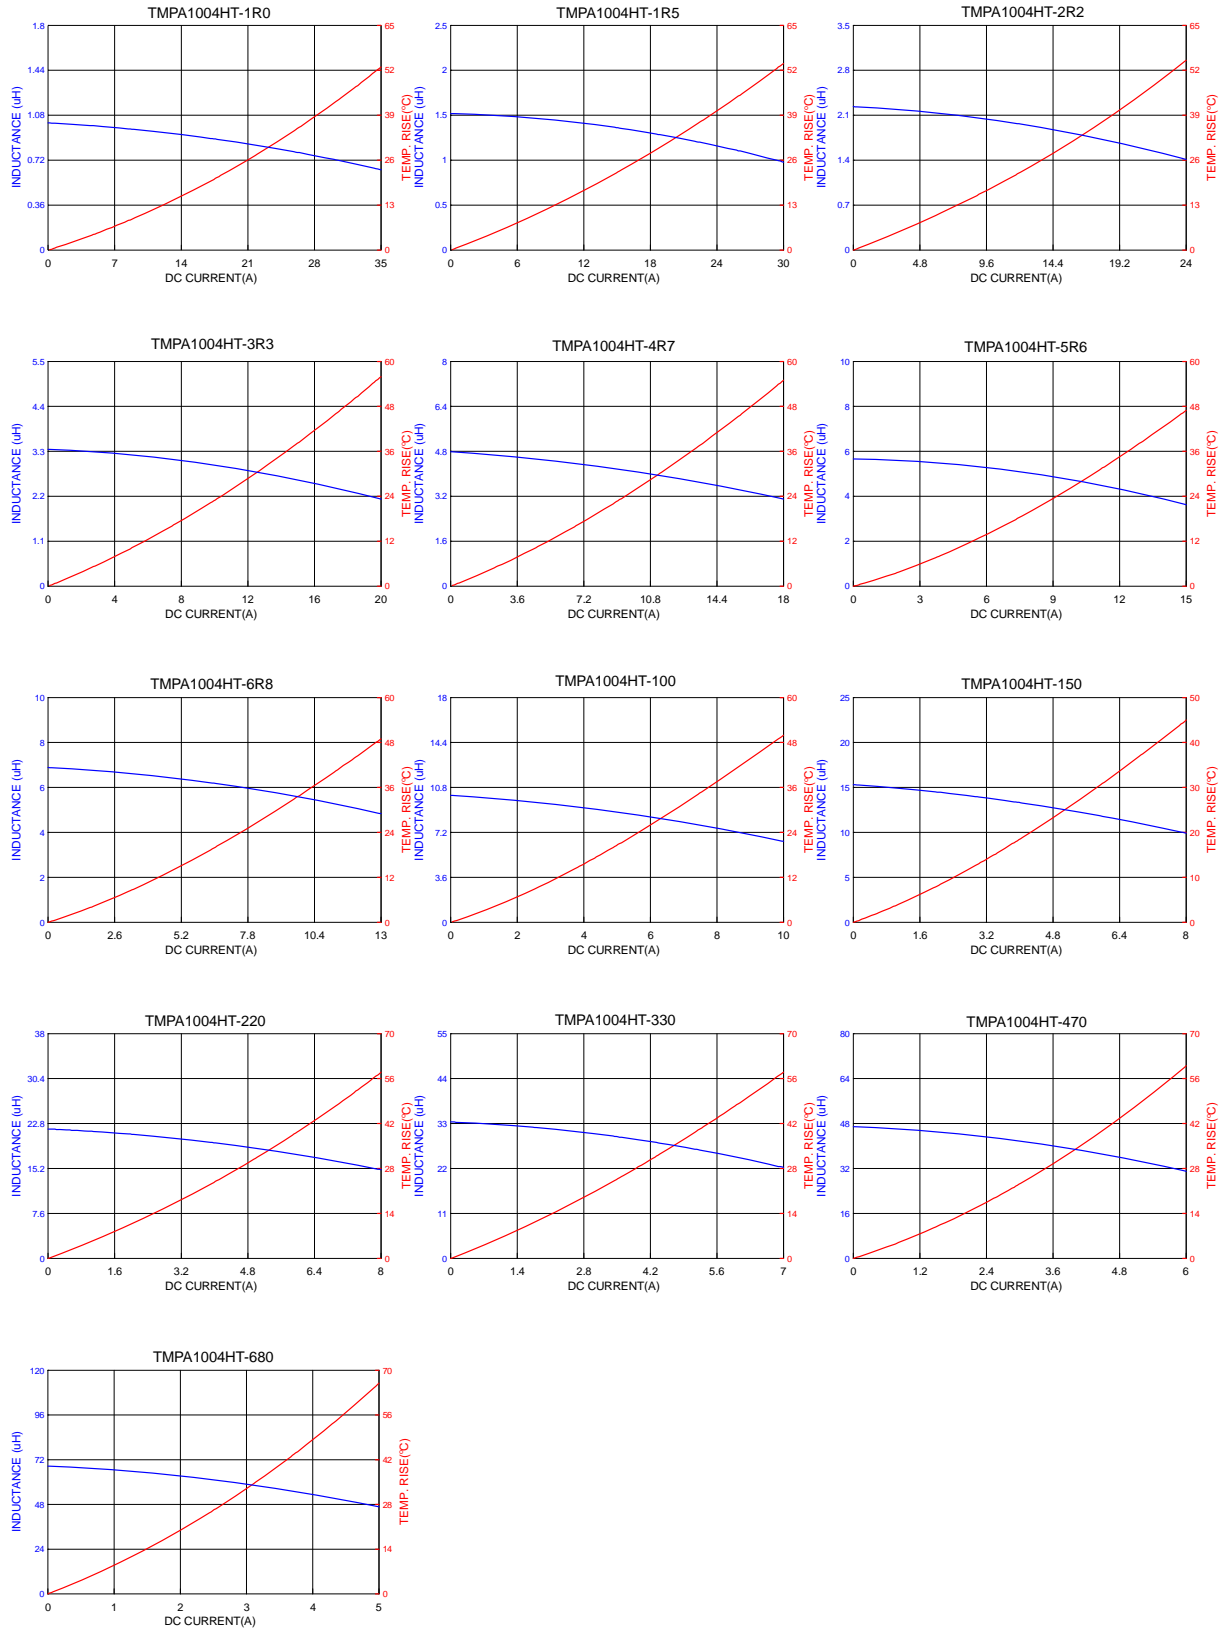 TMPA1004HT-1R0
1.8
1.44
1.08
0.72
0.36
0
65
52
39
26
13
0
0 7 14 21 28 35
INDUCTANCE (uH)
TEMP. RISE(°C)
DC CURRENT(A)
TMPA1004HT-1R5
2.5
2
1.5
1
0.5
0
65
52
39
26
13
0
0 6 12 18 24 30
INDUCTANCE (uH)
TEMP. RISE(°C)
DC CURRENT(A)
TMPA1004HT-2R2
3.5
2.8
2.1
1.4
0.7
0
65
52
39
26
13
0
0 4.8 9.6 14.4 19.2 24
INDUCTANCE (uH)
TEMP. RISE(°C)
DC CURRENT(A)
TMPA1004HT-3R3
5.5
4.4
3.3
2.2
1.1
0
60
48
36
24
12
0
0 4 8 12 16 20
INDUCTANCE (uH)
TEMP. RISE(°C)
DC CURRENT(A)
TMPA1004HT-4R7
8
6.4
4.8
3.2
1.6
0
60
48
36
24
12
0
0 3.6 7.2 10.8 14.4 18
INDUCTANCE (uH)
TEMP. RISE(°C)
DC CURRENT(A)
TMPA1004HT-5R6
10
8
6
4
2
0
60
48
36
24
12
0
0 3 6 9 12 15
INDUCTANCE (uH)
TEMP. RISE(°C)
DC CURRENT(A)
TMPA1004HT-6R8
10
8
6
4
2
0
60
48
36
24
12
0
0 2.6 5.2 7.8 10.4 13
INDUCTANCE (uH)
TEMP. RISE(°C)
DC CURRENT(A)
TMPA1004HT-100
18
14.4
10.8
7.2
3.6
0
60
48
36
24
12
0
0 2 4 6 8 10
INDUCTANCE (uH)
TEMP. RISE(°C)
DC CURRENT(A)
TMPA1004HT-150
25
20
15
10
5
0
50
40
30
20
10
0
0 1.6 3.2 4.8 6.4 8
INDUCTANCE (uH)
TEMP. RISE(°C)
DC CURRENT(A)
TMPA1004HT-220
38
30.4
22.8
15.2
7.6
0
70
56
42
28
14
0
0 1.6 3.2 4.8 6.4 8
INDUCTANCE (uH)
TEMP. RISE(°C)
DC CURRENT(A)
TMPA1004HT-330
55
44
33
22
11
0
70
56
42
28
14
0
0 1.4 2.8 4.2 5.6 7
INDUCTANCE (uH)
TEMP. RISE(°C)
DC CURRENT(A)
TMPA1004HT-470
80
64
48
32
16
0
70
56
42
28
14
0
0 1.2 2.4 3.6 4.8 6
INDUCTANCE (uH)
TEMP. RISE(°C)
DC CURRENT(A)
TMPA1004HT-680
120
96
72
48
24
0
70
56
42
28
14
0
0 1 2 3 4 5
INDUCTANCE (uH)
TEMP. RISE(°C)
DC CURRENT(A)